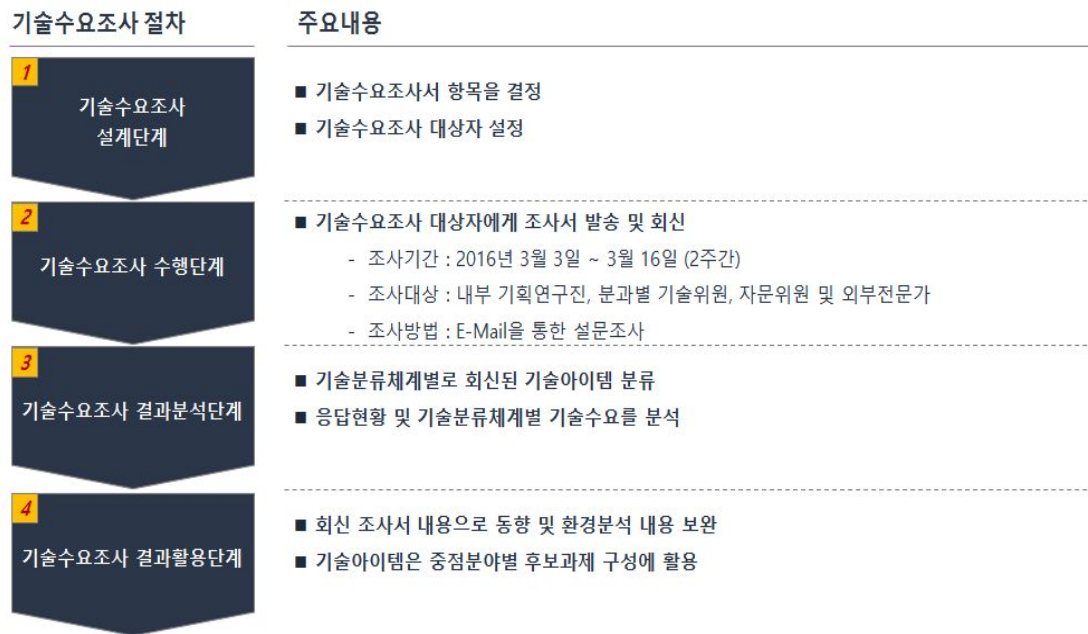 기술수요조사 절차
주요내용
1
기술수요조사
설계단계
■ 기술수요조사서 항목을 결정
■ 기술수요조사 대상자 설정
2
기술수요조사 수행단계
■ 기술수요조사 대상자에게 조사서 발송 및 회신
- 조사기간 : 2016년 3월 3일 ~ 3월 16일 (2주간)
- 조사대상 : 내부 기획연구진, 분과별 기술위원, 자문위원 및 외부전문가
- 조사방법 : E-Mail을 통한 설문조사
3
기술수요조사 결과분석단계
■ 기술분류체계별로 회신된 기술아이템 분류
■ 응답현황 및 기술분류체계별 기술수요를 분석
4
기술수요조사 결과활용단계
■ 회신 조사서 내용으로 동향 및 환경분석 내용 보완
■ 기술아이템은 중점분야별 후보과제 구성에 활용